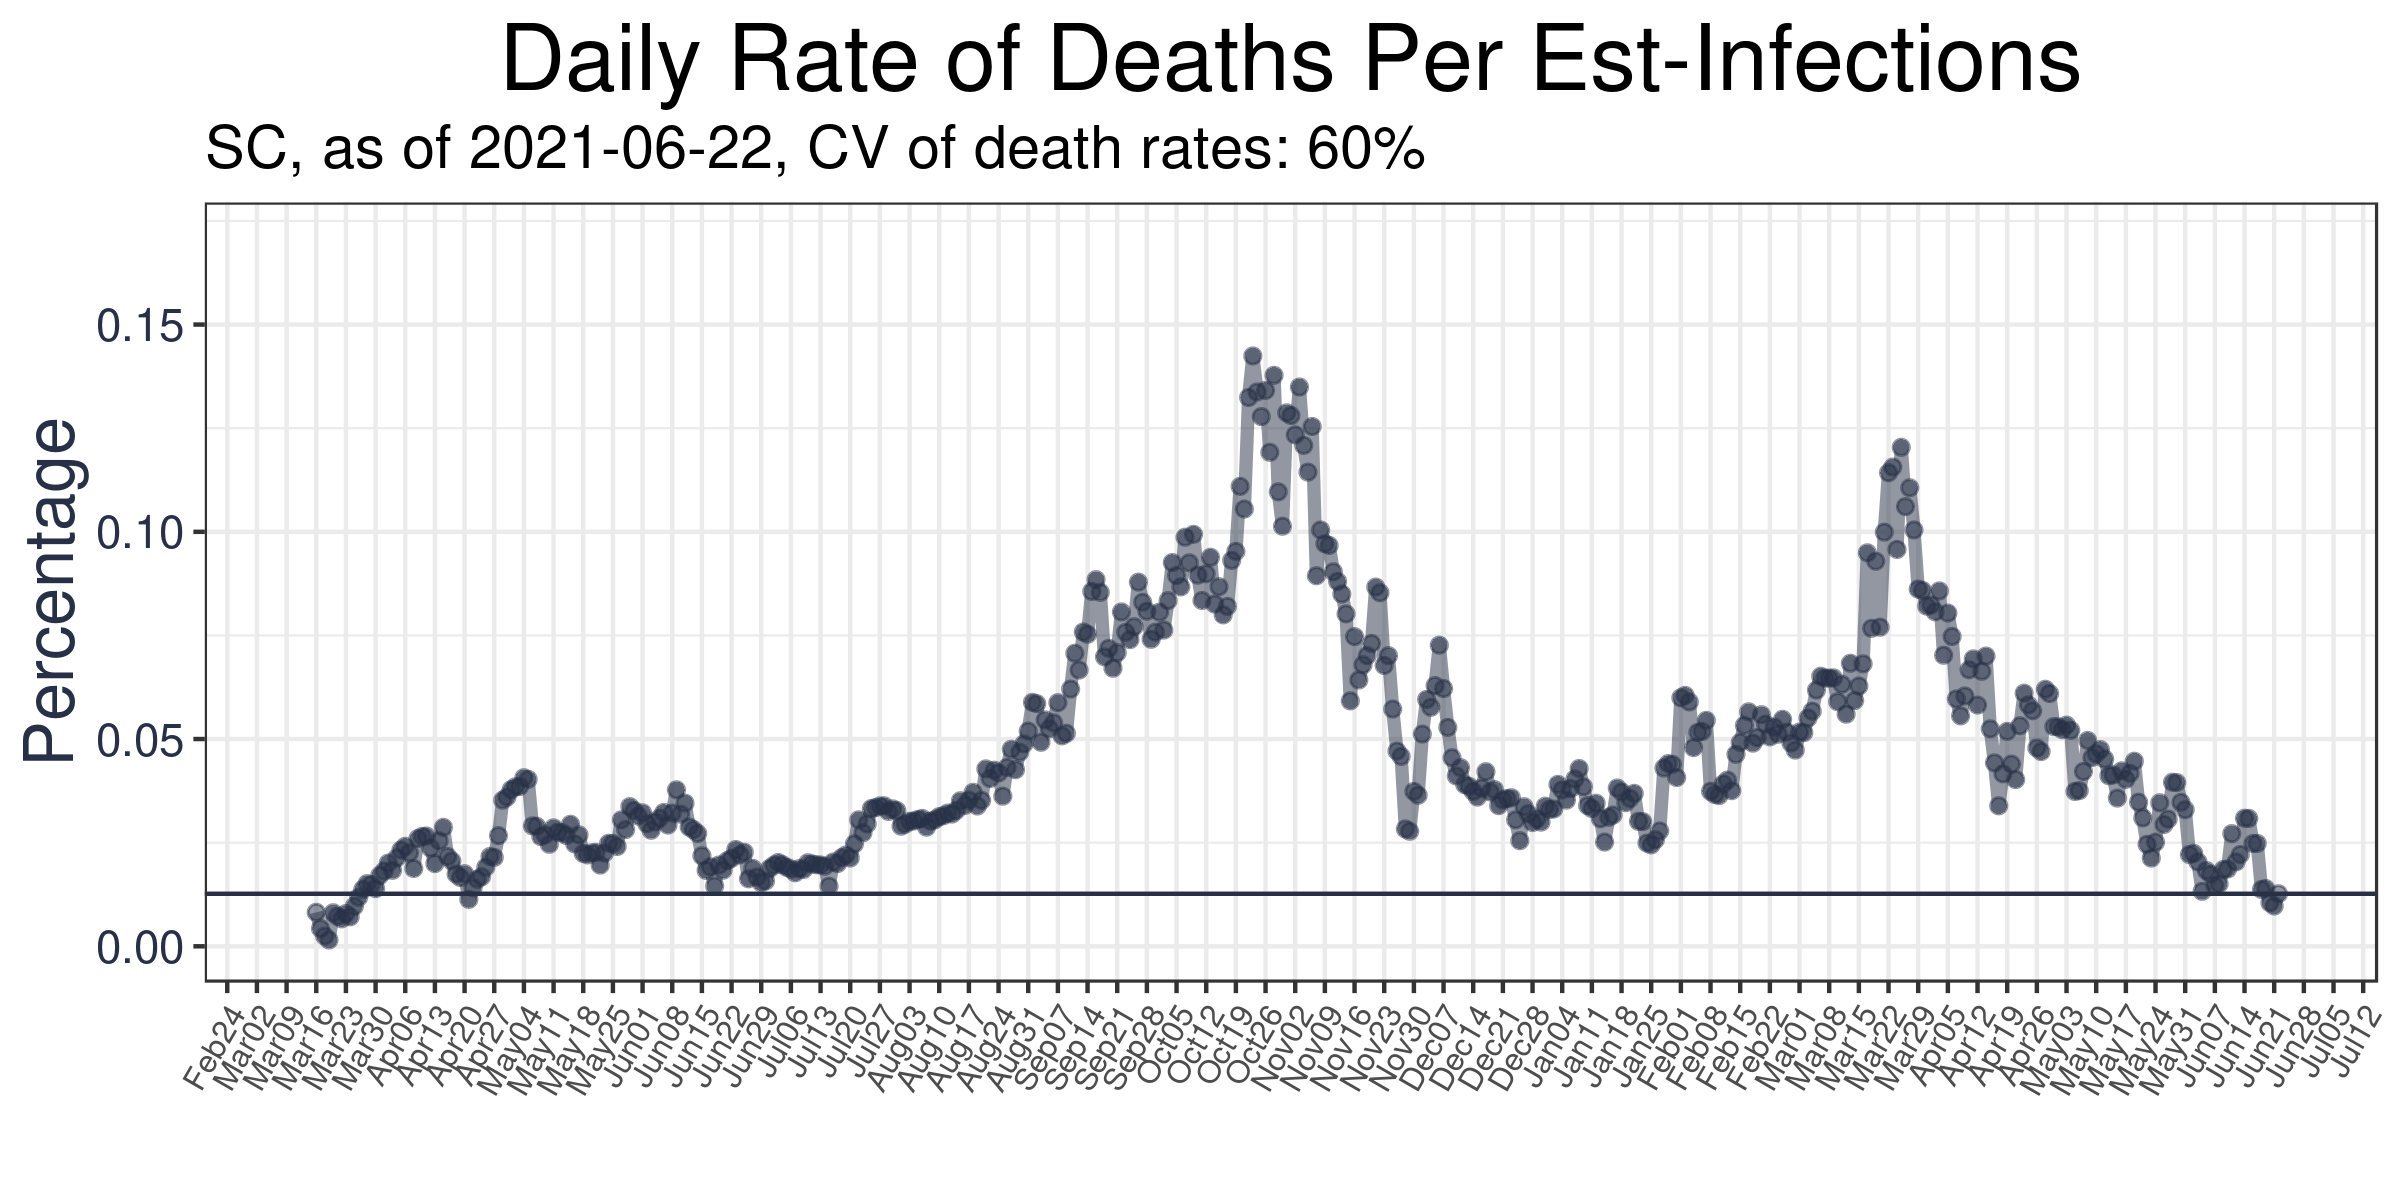 Daily Rate of Deaths Per Est-Infections
SC, as of 2021-06-22, CV of death rates: 60%
Percentage
0.15
0.10
0.05
0.00
Feb24
Mar02
Mar09
Mar16
Mar23
Mar30
Apr06
Apr13
Apr20
Apr27
May04
May11
May18
May25
Jun01
Jun08
Jun15
Jun22
Jun29
Jul06
Jul13
Jul20
Jul27
Aug03
Aug10
Aug17
Aug24
Aug31
Sep07
Sep14
Sep21
Sep28
Oct05
Oct12
Oct19
Oct26
Nov02
Nov09
Nov16
Nov23
Nov30
Dec07
Dec14
Dec21
Dec28
Jan04
Jan11
Jan18
Jan25
Feb01
Feb08
Feb15
Feb22
Mar01
Mar08
Mar15
Mar22
Mar29
Apr05
Apr12
Apr19
Apr26
May03
May10
May17
May24
May31
Jun07
Jun14
Jun21
Jun28
Jul05
Jul12